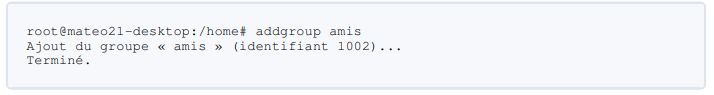 root@mateo21-desktop:/home# addgroup amis
Ajout du groupe « amis » (identifiant 1002)...
Terminé.